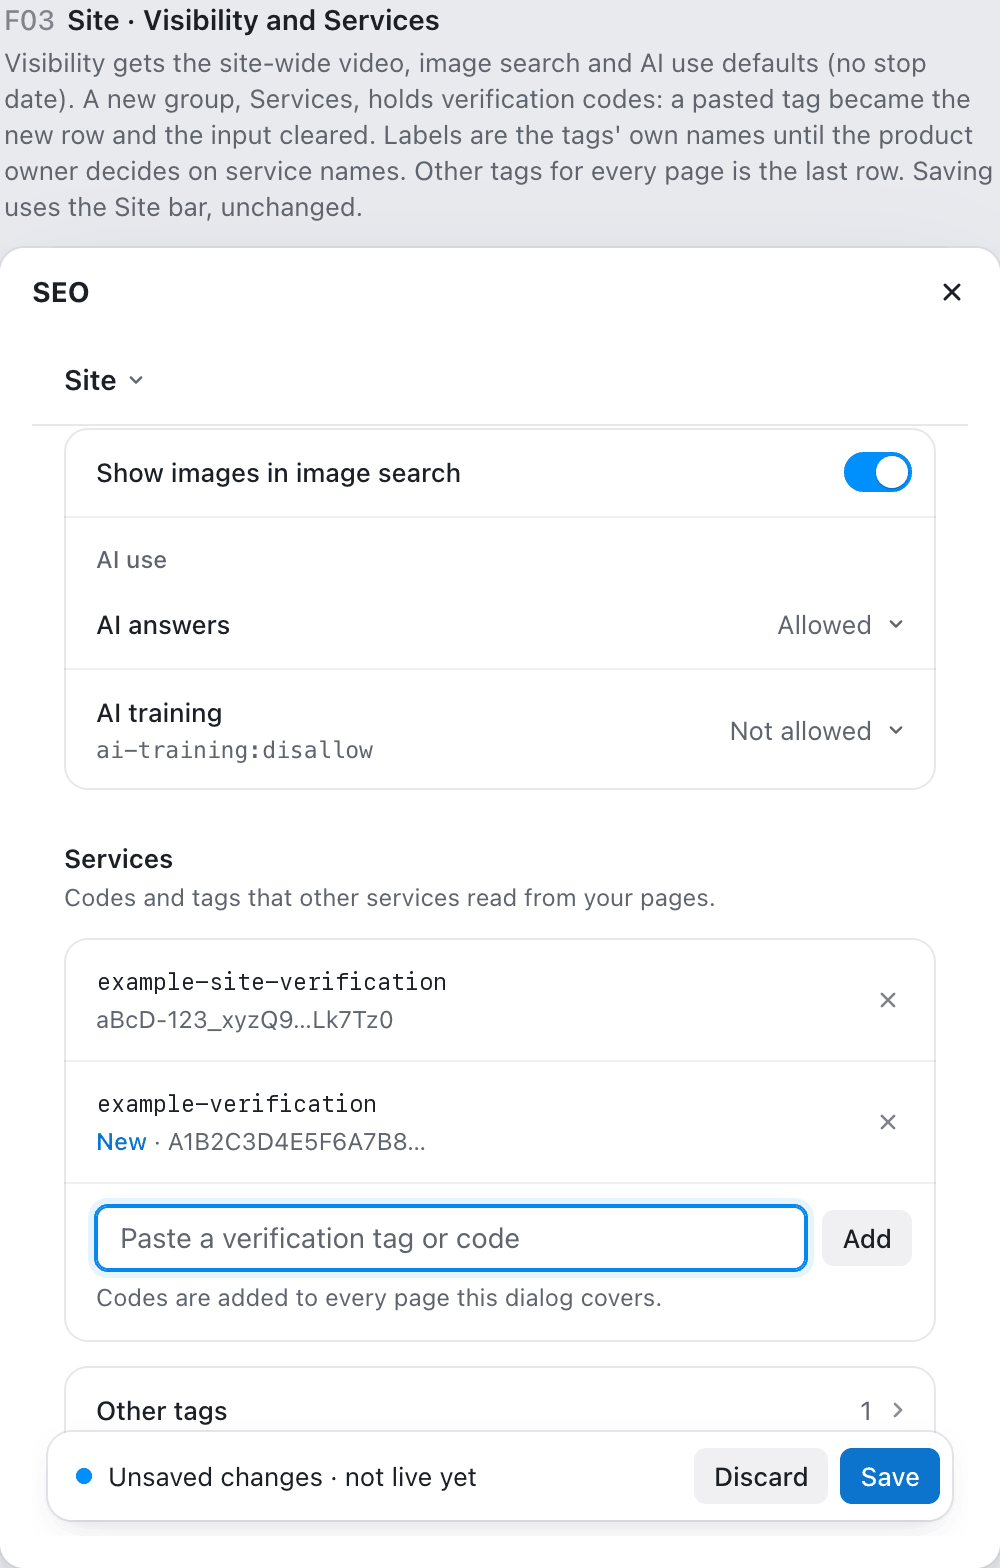 F03 Site · Visibility and Services
Visibility gets the site-wide video, image search and AI use defaults (no stop
date). A new group, Services, holds verification codes: a pasted tag became the
new row and the input cleared. Labels are the tags' own names until the product
owner decides on service names. Other tags for every page is the last row. Saving
uses the Site bar, unchanged.
SEO
Site
Show images in image search
AI use
AI answers Allowed
AI training
ai-training:disallow
Not allowed
Services
Codes and tags that other services read from your pages.
example-site-verification
aBcD-123_xyzQ9…Lk7Tz0
example-verification
New · A1B2C3D4E5F6A7B8…
Paste a verification tag or code Add
Codes are added to every page this dialog covers.
Other tags 1
Unsaved changes · not live yet Discard Save